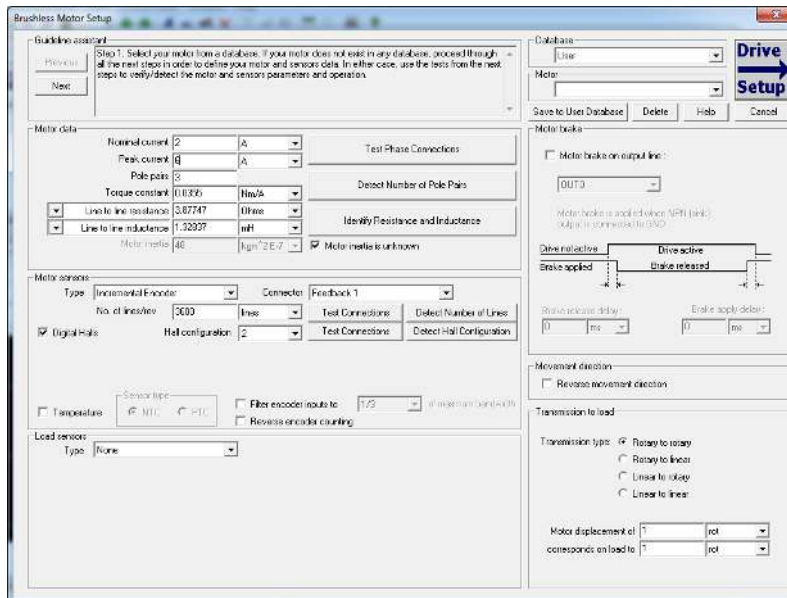 Brushless Motor Setup
Guideline assistant
Previous
Next
Step 1. Select your motor from a database. If your motor does not exist in any database, proceed through
all the next steps in order to define your motor and sensors data. In either case, use the tests from the next
steps to verify/detect the motor and sensors parameters and operation.
Database
User
Motor
Drive
Setup
Save to User Database
Delete
Help
Cancel
Motor data
Nominal current 2 A
Peak current 6 A
Pole pairs 3
Torque constant 0.0355 Nm/A
Line to line resistance 3.87747 Ohms
Line to line inductance 1.32937 mH
Motor inertia 48 kgm^2 E-7
Motor inertia is unknown
Test Phase Connections
Detect Number of Pole Pairs
Identify Resistance and Inductance
Motor brake
Motor brake on output line :
OUT0
Motor brake is applied when NPN (sink)
output is connected to GND
Drive not active
Drive active
Brake applied
Brake released
Brake release delay :
0 ms
Brake apply delay :
0 ms
Motor sensors
Type Incremental Encoder
Connector Feedback 1
No. of lines/rev 3600 lines
Test Connections
Detect Number of Lines
Digital Halls
Hall configuration 2
Test Connections
Detect Hall Configuration
Temperature
Sensor type
NTC
PTC
Filter encoder inputs to 1/3 of maximum bandwidth
Reverse encoder counting
Movement direction
Reverse movement direction
Load sensors
Type None
Transmission to load
Transmission type:
Rotary to rotary
Rotary to linear
Linear to rotary
Linear to linear
Motor displacement of 1 rot
corresponds on load to 1 rot